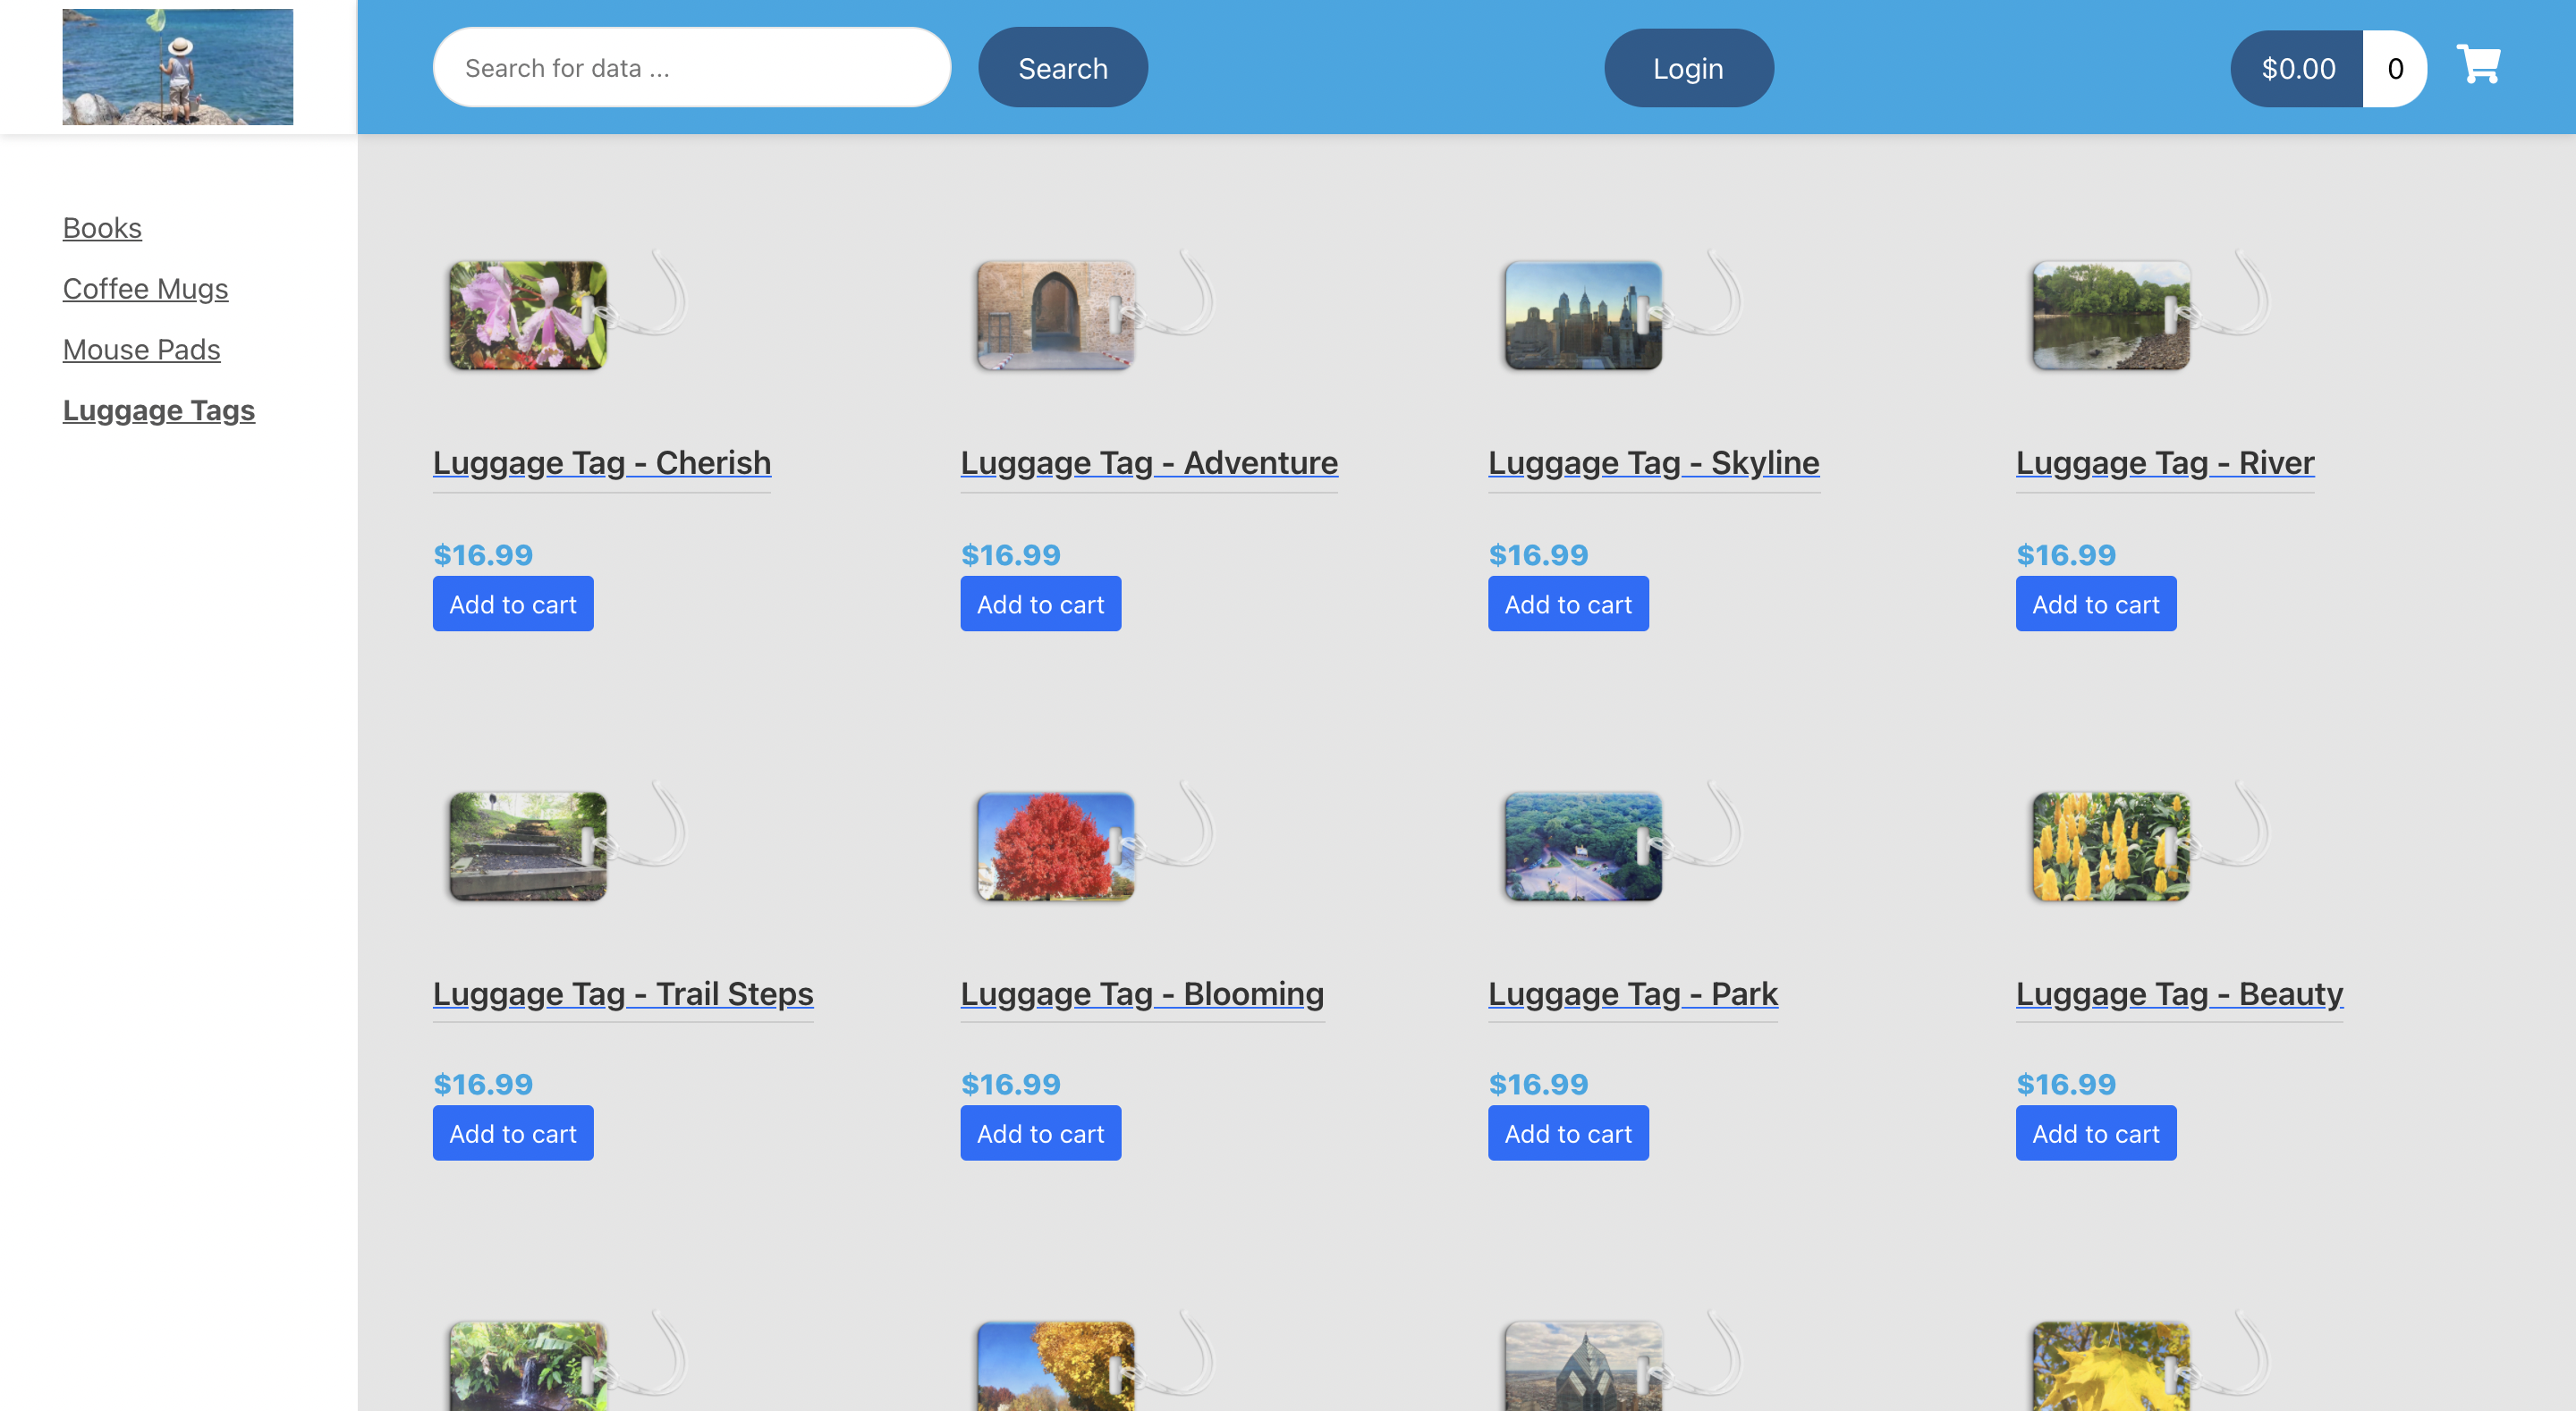 Search for data ...
Search
Login
$0.00
0
Books
Coffee Mugs
Mouse Pads
Luggage Tags
Luggage Tag - Cherish
Luggage Tag - Adventure
Luggage Tag - Skyline
Luggage Tag - River
$16.99
$16.99
$16.99
$16.99
Add to cart
Add to cart
Add to cart
Add to cart
Luggage Tag - Trail Steps
Luggage Tag - Blooming
Luggage Tag - Park
Luggage Tag - Beauty
$16.99
$16.99
$16.99
$16.99
Add to cart
Add to cart
Add to cart
Add to cart